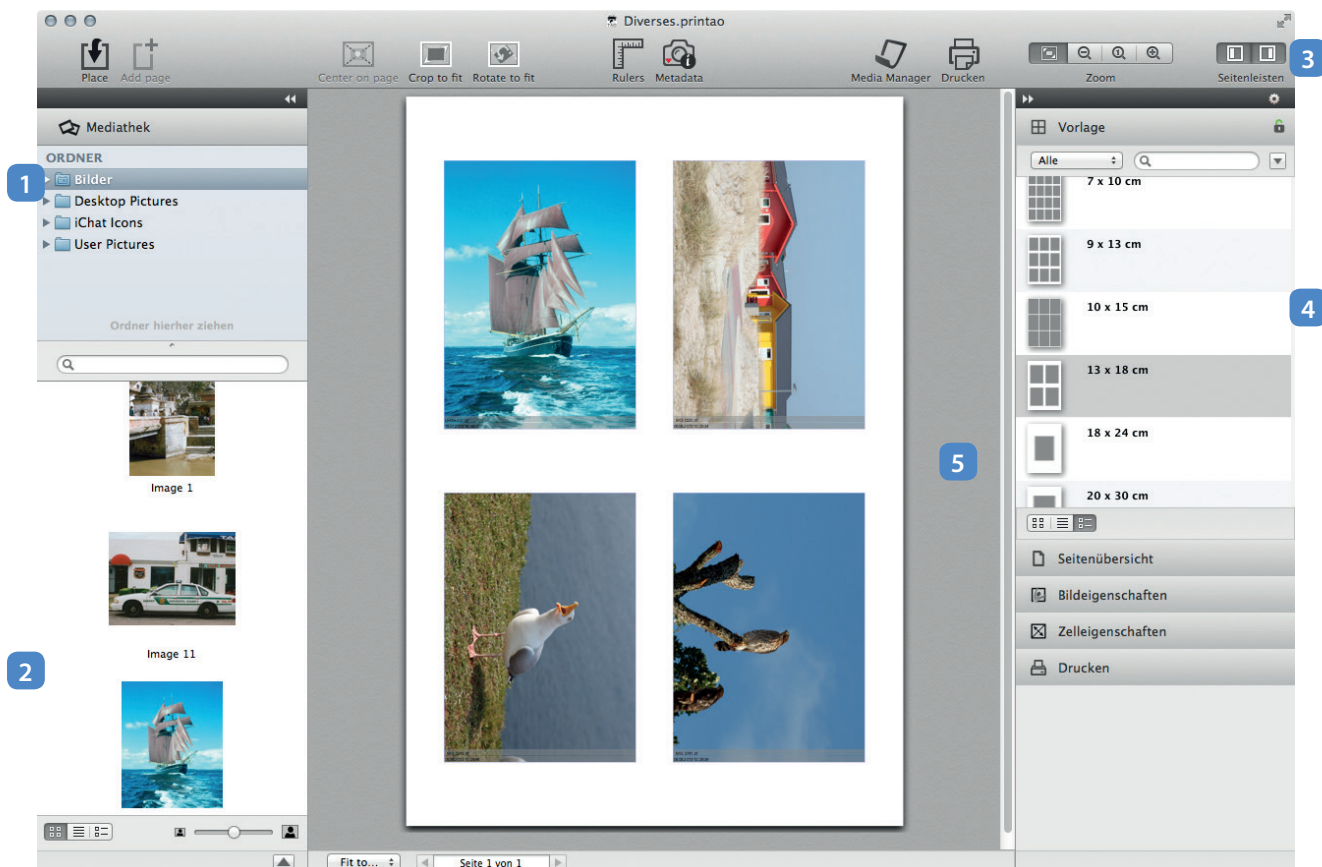 Diverses.printao
Place
Add page
Center on page
Crop to fit
Rotate to fit
Rulers
Metadata
Media Manager
Drucken
Zoom
Seitenleisten
3
Mediathek
ORDNER
1
Bilder
Desktop Pictures
iChat Icons
User Pictures
Ordner hierher ziehen
Image 1
Image 11
2
5
Vorlage
Alle
7 x 10 cm
9 x 13 cm
10 x 15 cm
4
13 x 18 cm
18 x 24 cm
20 x 30 cm
Seitenübersicht
Bildeigenschaften
Zelleigenschaften
Drucken
Fit to...
Seite 1 von 1